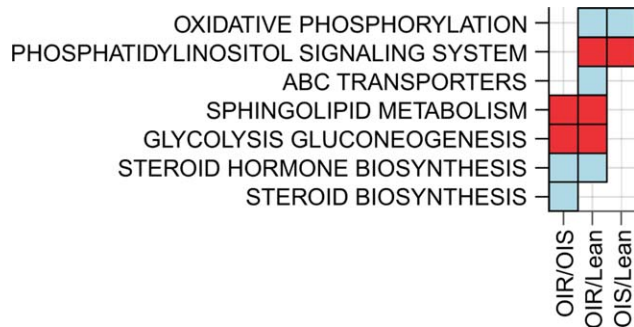 OXIDATIVE PHOSPHORYLATION
PHOSPHATIDYLINOSITOL SIGNALING SYSTEM
ABC TRANSPORTERS
SPHINGOLIPID METABOLISM
GLYCOLYSIS GLUCONEOGENESIS
STEROID HORMONE BIOSYNTHESIS
STEROID BIOSYNTHESIS
OIR/OIS
OIR/Lean
OIS/Lean